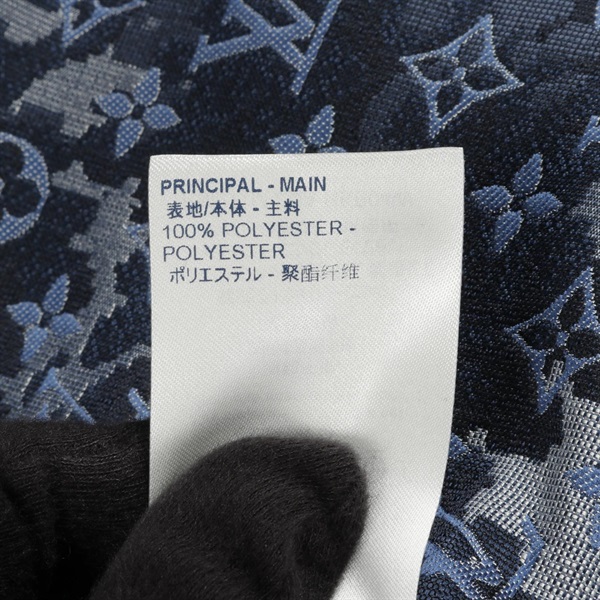 PRINCIPAL - MAIN
表地/本体 - 主料
100% POLYESTER -
POLYESTER
ポリエステル - 聚酯纤维